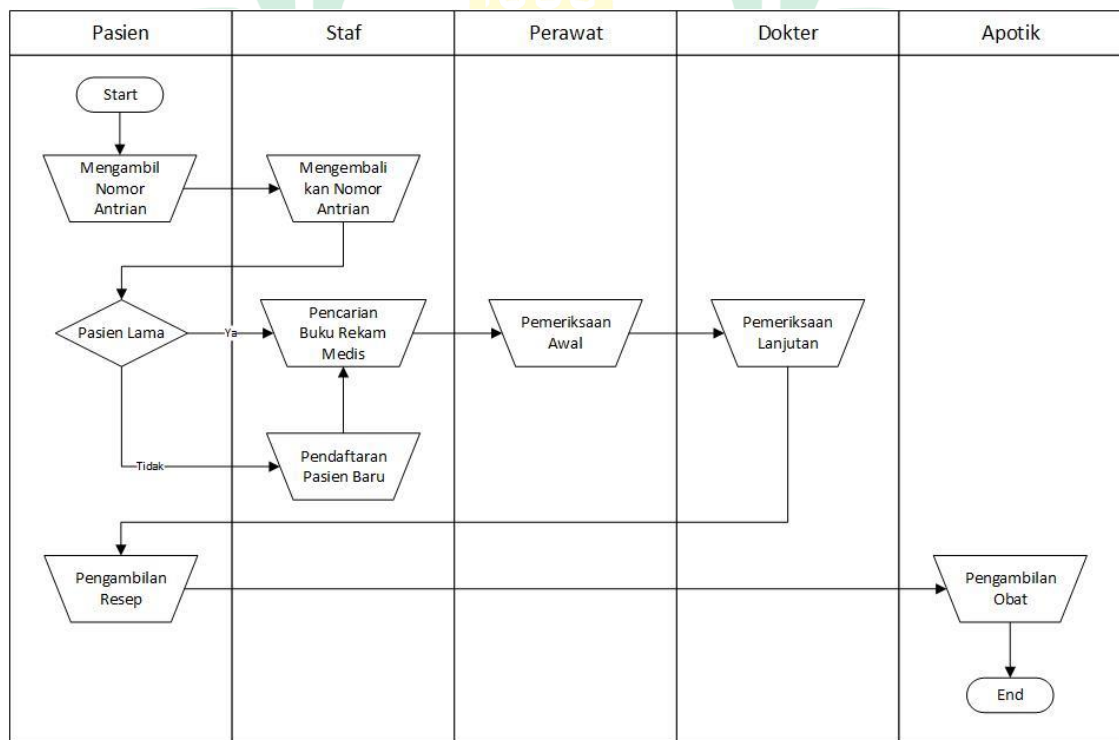 Pasien
Staf
Perawat
Dokter
Apotik
Start
Mengambil
Nomor
Antrian
Mengembali
kan Nomor
Antrian
Pasien Lama
Ya
Pencarian
Buku Rekam
Medis
Pemeriksaan
Awal
Pemeriksaan
Lanjutan
Tidak
Pendaftaran
Pasien Baru
Pengambilan
Resep
Pengambilan
Obat
End